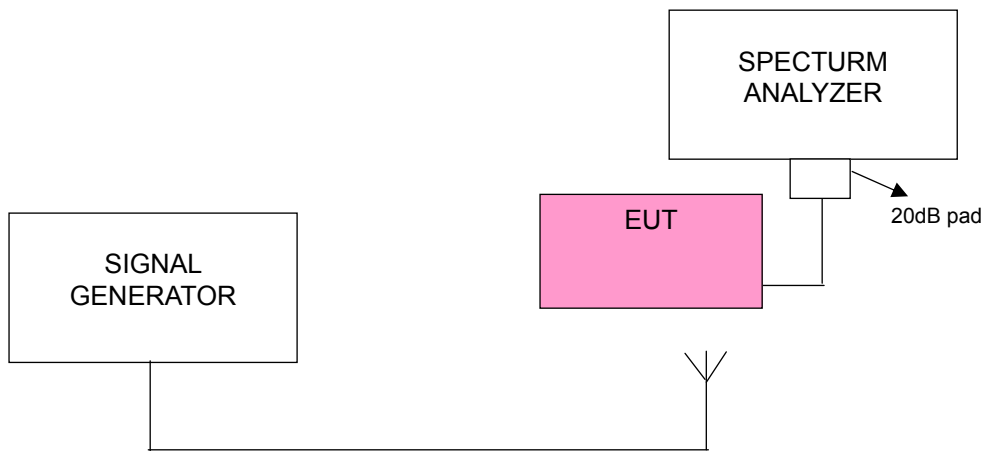 SPECTURM
ANALYZER
20dB pad
EUT
SIGNAL
GENERATOR